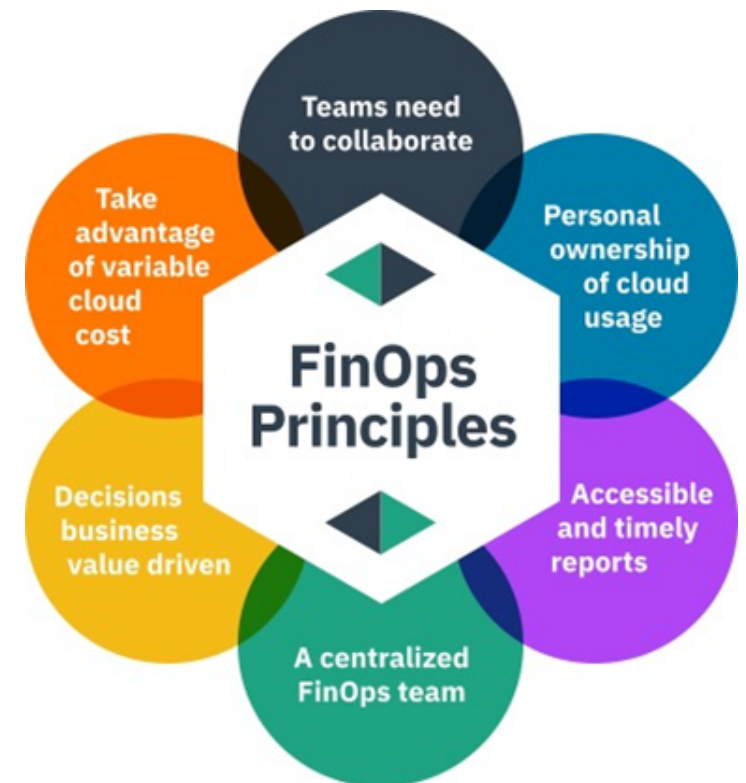 Teams need
to collaborate
Take
advantage
of variable
cloud
cost
Personal
ownership
of cloud
usage
FinOps
Principles
Decisions
business
value driven
Accessible
and timely
reports
A centralized
FinOps team